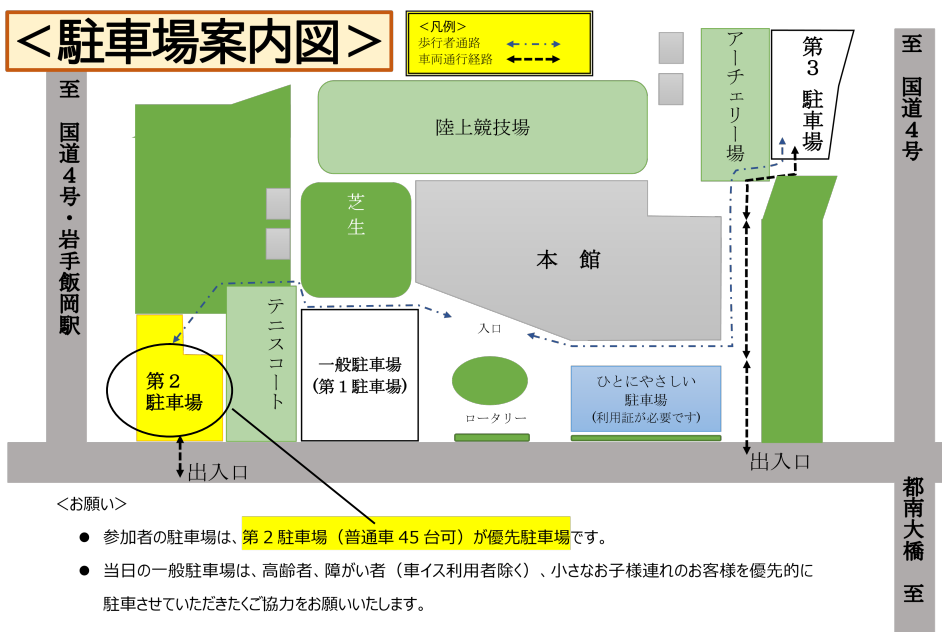 ＜駐車場案内図＞
＜凡例＞
歩行者通路
車両通行経路
至　国道４号・岩手飯岡駅
陸上競技場
アーチェリー場
第３駐車場
至　国道４号
芝生
本　館
テニスコート
入口
一般駐車場
(第１駐車場)
第２
駐車場
ロータリー
ひとにやさしい
駐車場
(利用証が必要です)
出入口
出入口
都南大橋　至
＜お願い＞
● 参加者の駐車場は、第２駐車場（普通車 45 台可）が優先駐車場です。
● 当日の一般駐車場は、高齢者、障がい者（車イス利用者除く）、小さなお子様連れのお客様を優先的に
駐車させていただきたくご協力をお願いいたします。